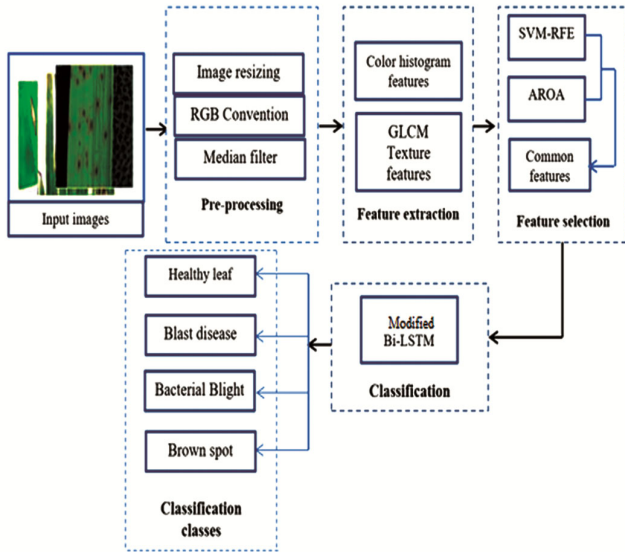 Input images
Image resizing
RGB Convention
Median filter
Pre-processing
Color histogram
features
GLCM
Texture
features
Feature extraction
SVM-RFE
AROA
Common
features
Feature selection
Modified
Bi-LSTM
Classification
Healthy leaf
Blast disease
Bacterial Blight
Brown spot
Classification
classes